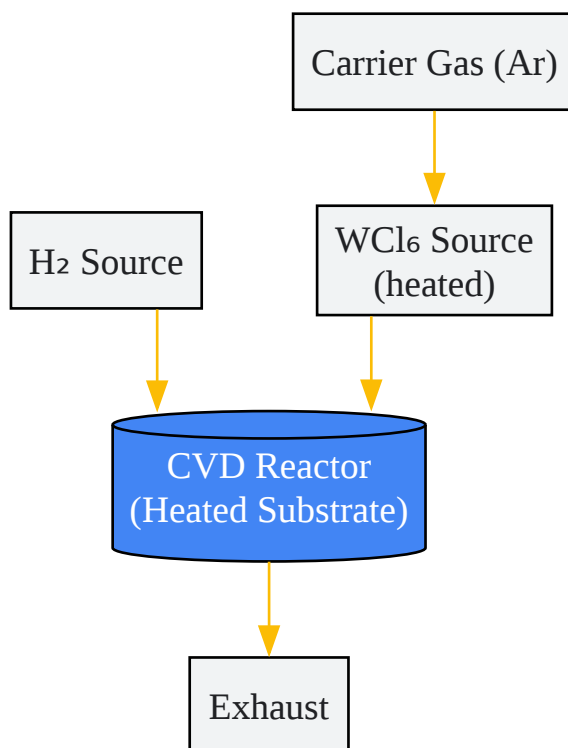 Carrier Gas (Ar)
H₂ Source
WCl₆ Source
(heated)
CVD Reactor
(Heated Substrate)
Exhaust